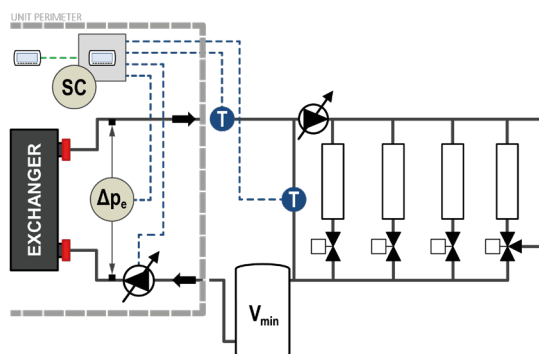 UNIT PERIMETER
SC
T
EXCHANGER
Δpe
T
Vmin